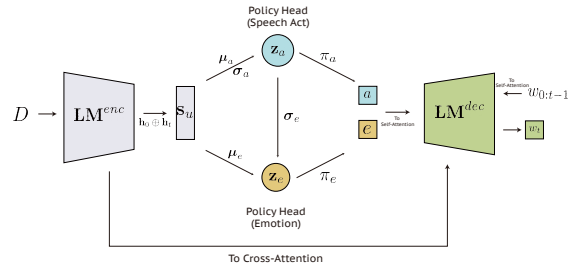 Policy Head
(Speech Act)
z_a
μ_a
σ_a
π_a
D
LM^{enc}
h_0 ⊕ h_t
S_u
σ_e
a
e
To
Self-Attention
LM^{dec}
To
Self-Attention
w_{0:t−1}
w_t
μ_e
z_e
π_e
Policy Head
(Emotion)
To Cross-Attention